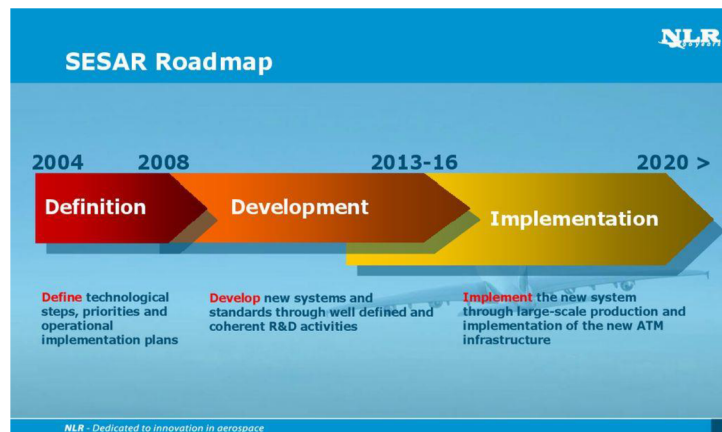 NLR
SESAR Roadmap
2004 2008 2013-16 2020 >
Definition Development Implementation
Define technological
steps, priorities and
operational
implementation plans
Develop new systems and
standards through well defined and
coherent R&D activities
Implement the new system
through large-scale production and
implementation of the new ATM
infrastructure
NLR - Dedicated to innovation in aerospace